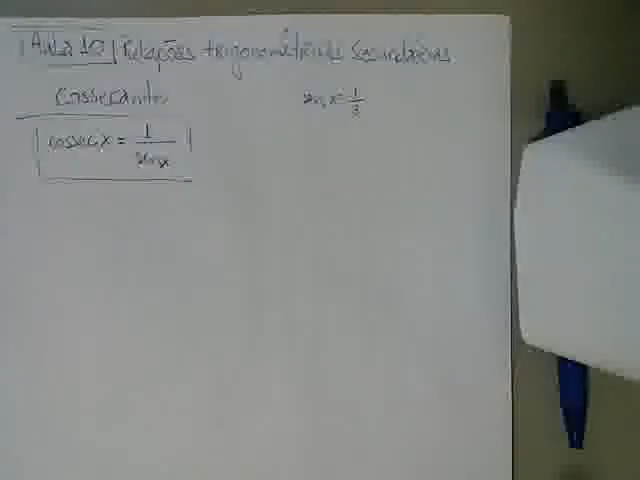 Aula 10 Relações trigonométricas Secundárias
Cossecante
sen x = 1/3
cossec x = 1/sen x